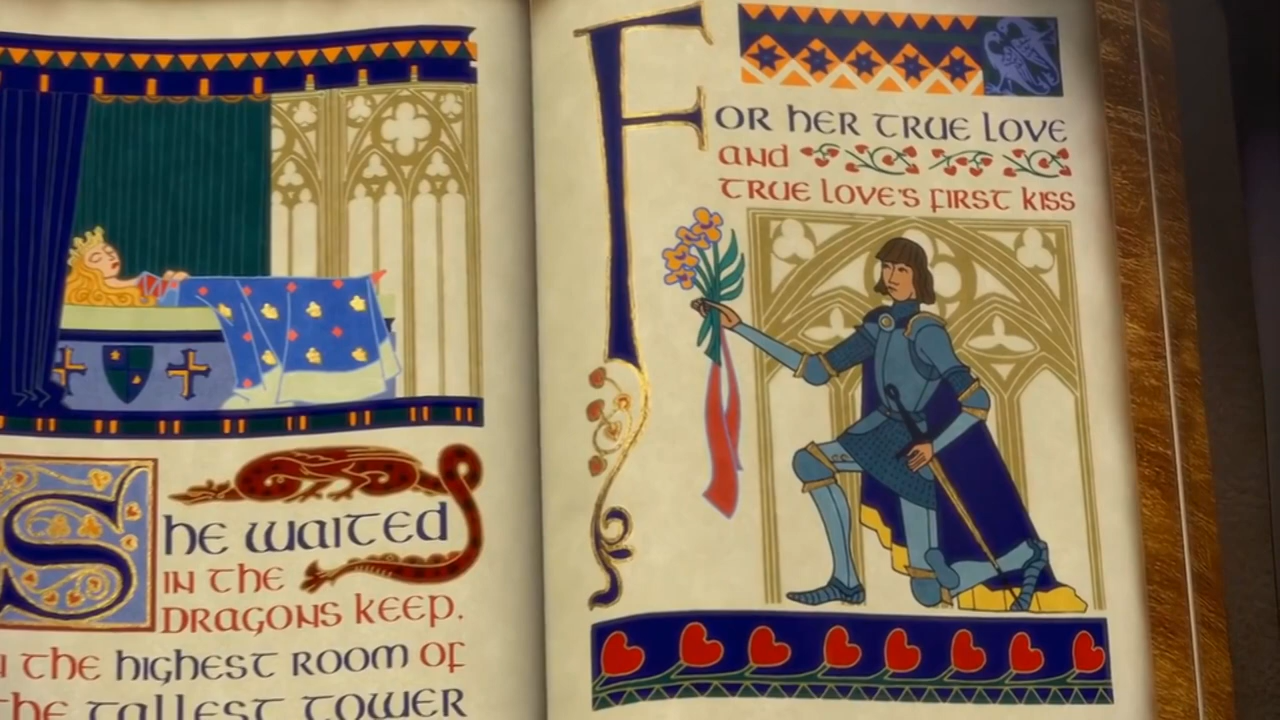 She waited
in the
dragons keep.
the highest room of
the tallest tower
For her true love
and
true love's first kiss